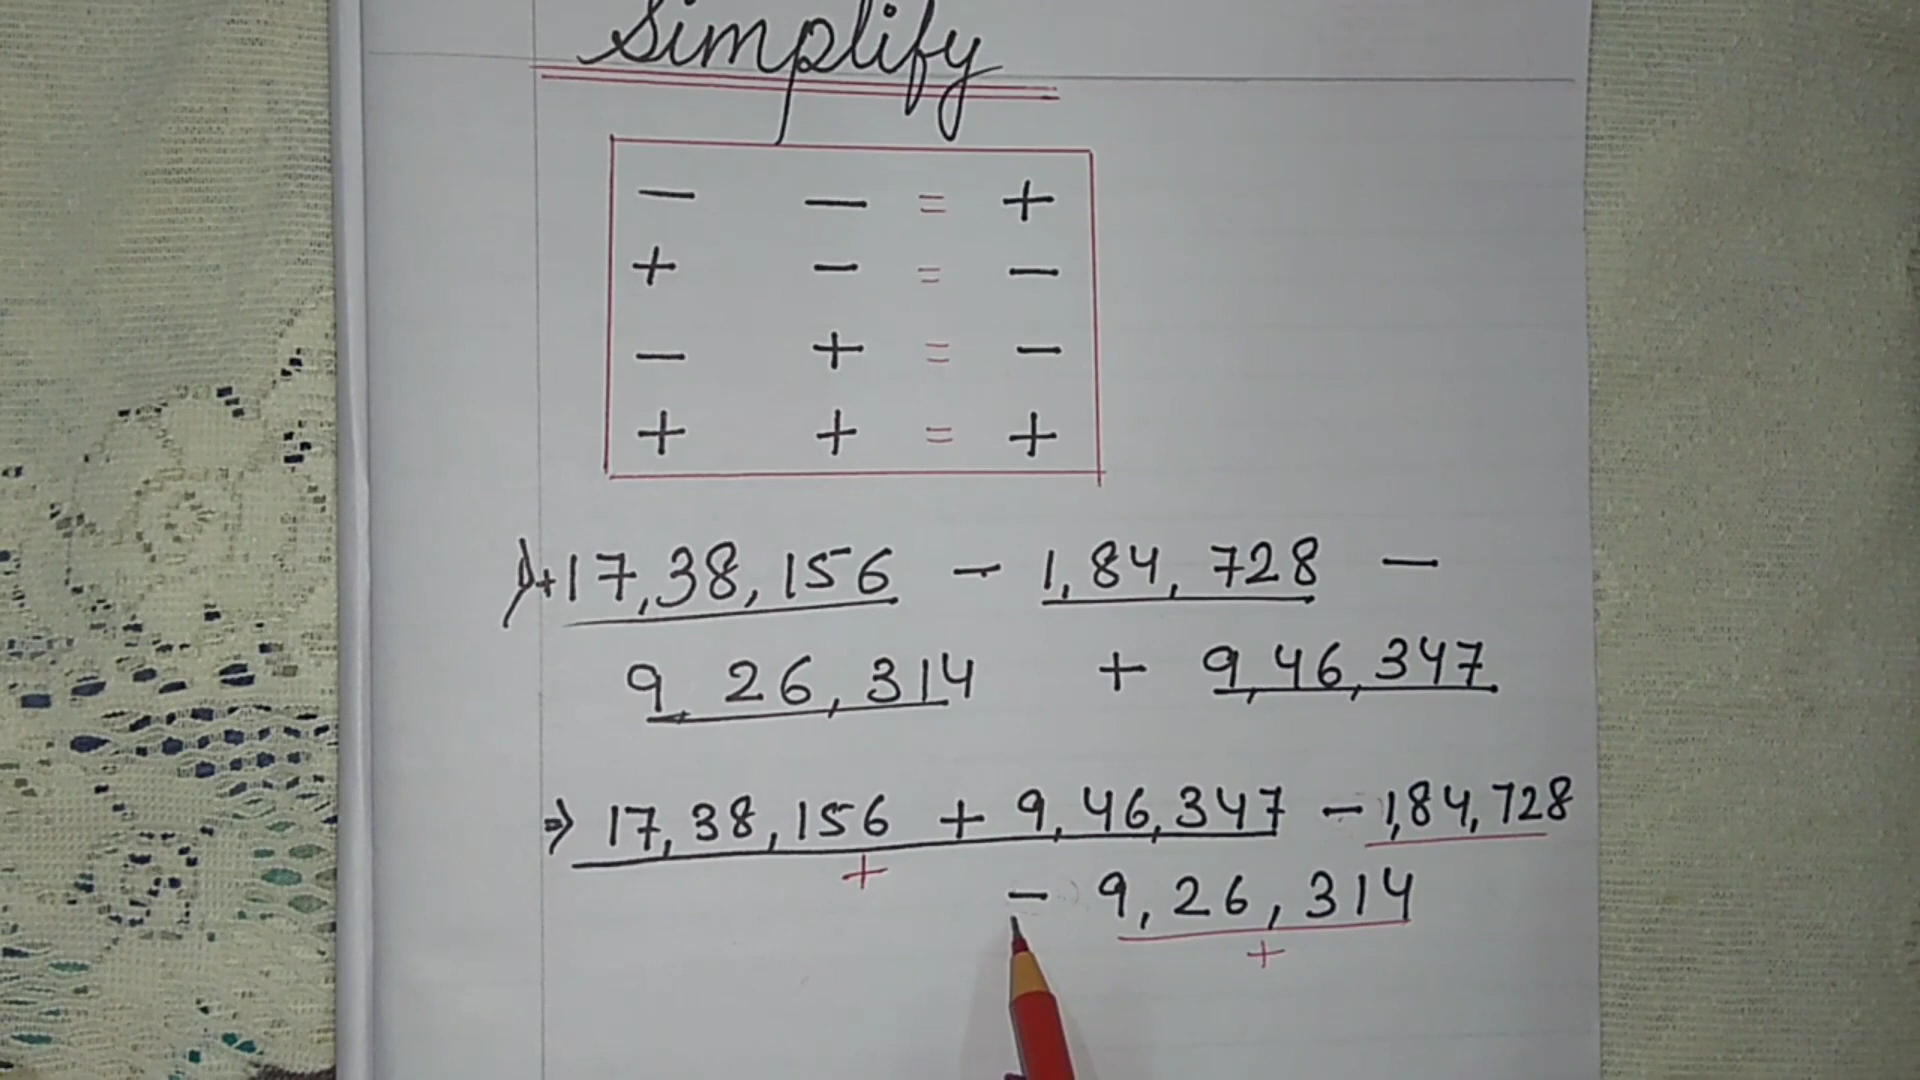 Simplify
- - = +
+ - = -
- + = -
+ + = +
1) +17,38,156 - 1,84,728 -
9,26,314 + 9,46,347
⇒ 17,38,156 + 9,46,347 - 1,84,728
+
- 9,26,314
+